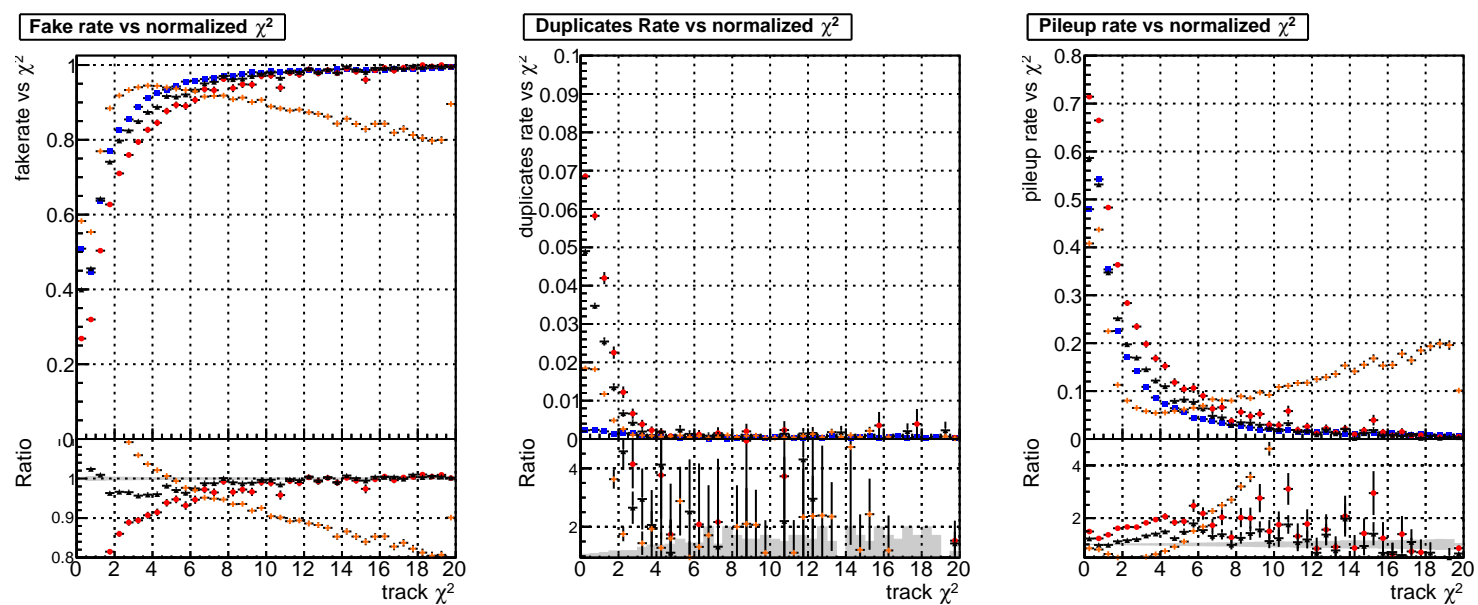 Fake rate vs normalized χ²
fakerate vs χ²
1
0.8
0.6
0.4
0.2
0
Ratio
1
0.9
0.8
0 2 4 6 8 10 12 14 16 18 20
track χ²
Duplicates Rate vs normalized χ²
duplicates rate vs χ²
0.1
0.09
0.08
0.07
0.06
0.05
0.04
0.03
0.02
0.01
0
Ratio
4
2
0 2 4 6 8 10 12 14 16 18 20
track χ²
Pileup rate vs normalized χ²
pileup rate vs χ²
0.8
0.7
0.6
0.5
0.4
0.3
0.2
0.1
0
Ratio
4
2
0 2 4 6 8 10 12 14 16 18 20
track χ²